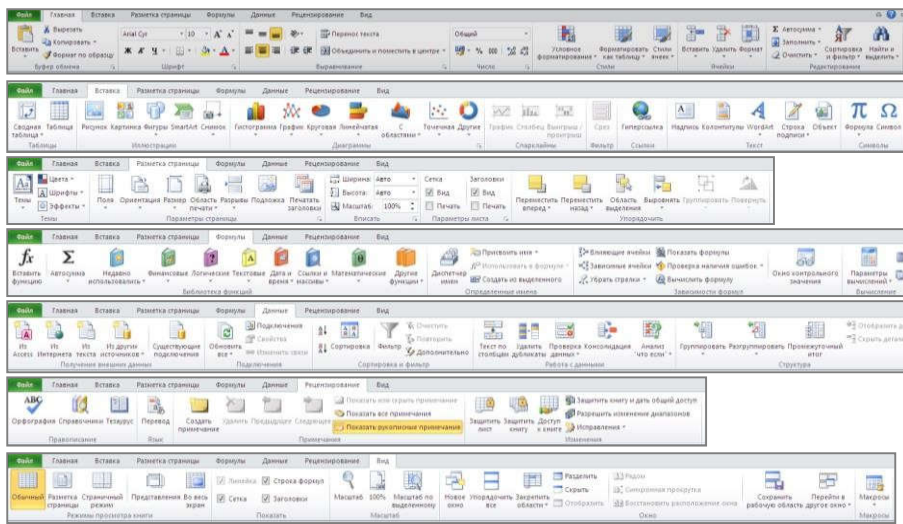 Файл Главная Вставка Разметка страницы Формулы Данные Рецензирование Вид
Вырезать
Arial Cyr 10 Перенос текста Общий Σ Автосумма
Вставить Копировать Заполнить
Формат по образцу Объединить и поместить в центре Условное форматирование Форматировать как таблицу Стили ячеек Вставить Удалить Формат Очистить Сортировка и фильтр Найти и выделить
Буфер обмена Шрифт Выравнивание Число Стили Ячейки Редактирование
Файл Главная Вставка Разметка страницы Формулы Данные Рецензирование Вид
Сводная таблица Таблица Рисунок Картинка Фигуры SmartArt Снимок Гистограмма График Круговая Линейчатая С областями Точечная Другие График Столбец Выигрыш / проигрыш Срез Гиперссылка Надпись Колонтитулы WordArt Строка подписи Объект Формула Символ
Таблицы Иллюстрации Диаграммы Спарклайны Фильтр Ссылки Текст Символы
Файл Главная Вставка Разметка страницы Формулы Данные Рецензирование Вид
Цвета Ширина: Авто Сетка Заголовки
Шрифты Высота: Авто Вид Вид
Темы Эффекты Поля Ориентация Размер Область печати Разрывы Подложка Печатать заголовки Масштаб: 100% Печать Печать Переместить вперед Переместить назад Область выделения Выровнять Группировать Повернуть
Темы Параметры страницы Вписать Параметры листа Упорядочить
Файл Главная Вставка Разметка страницы Формулы Данные Рецензирование Вид
Присвоить имя Влияющие ячейки Показать формулы
Использовать в формуле Зависимые ячейки Проверка наличия ошибок
Вставить функцию Автосумма Недавно использовались Финансовые Логические Текстовые Дата и время Ссылки и массивы Математические Другие функции Диспетчер имен Создать из выделенного Убрать стрелки Вычислить формулу Окно контрольного значения Параметры вычислений
Библиотека функций Определенные имена Зависимости формул Вычисление
Файл Главная Вставка Разметка страницы Формулы Данные Рецензирование Вид
Подключения Очистить
Свойства Повторить
Из Access Из Интернета Из текста Из других источников Существующие подключения Обновить все Изменить связи Сортировка Фильтр Дополнительно Текст по столбцам Удалить дубликаты Проверка данных Консолидация Анализ "что если" Группировать Разгруппировать Промежуточный итог
Получение внешних данных Подключения Сортировка и фильтр Работа с данными Структура
Файл Главная Вставка Разметка страницы Формулы Данные Рецензирование Вид
ABC Показать или скрыть примечание Защитить книгу и дать общий доступ
Показать все примечания Разрешить изменение диапазонов
Орфография Справочники Тезаурус Перевод Создать примечание Удалить Предыдущее Следующее Показать рукописные примечания Защитить лист Защитить книгу Доступ к книге Исправления
Правописание Язык Примечания Изменения
Файл Главная Вставка Разметка страницы Формулы Данные Рецензирование Вид
Линейка Строка формул Разделить Рядом
Сетка Заголовки Скрыть Синхронная прокрутка
Обычный Разметка страницы Страничный режим Представления Во весь экран Масштаб 100% Масштаб по выделенному Новое окно Упорядочить все Закрепить области Отобразить Восстановить расположение окна Сохранить рабочую область Перейти в другое окно Макросы
Режимы просмотра книги Показать Масштаб Окно Макросы